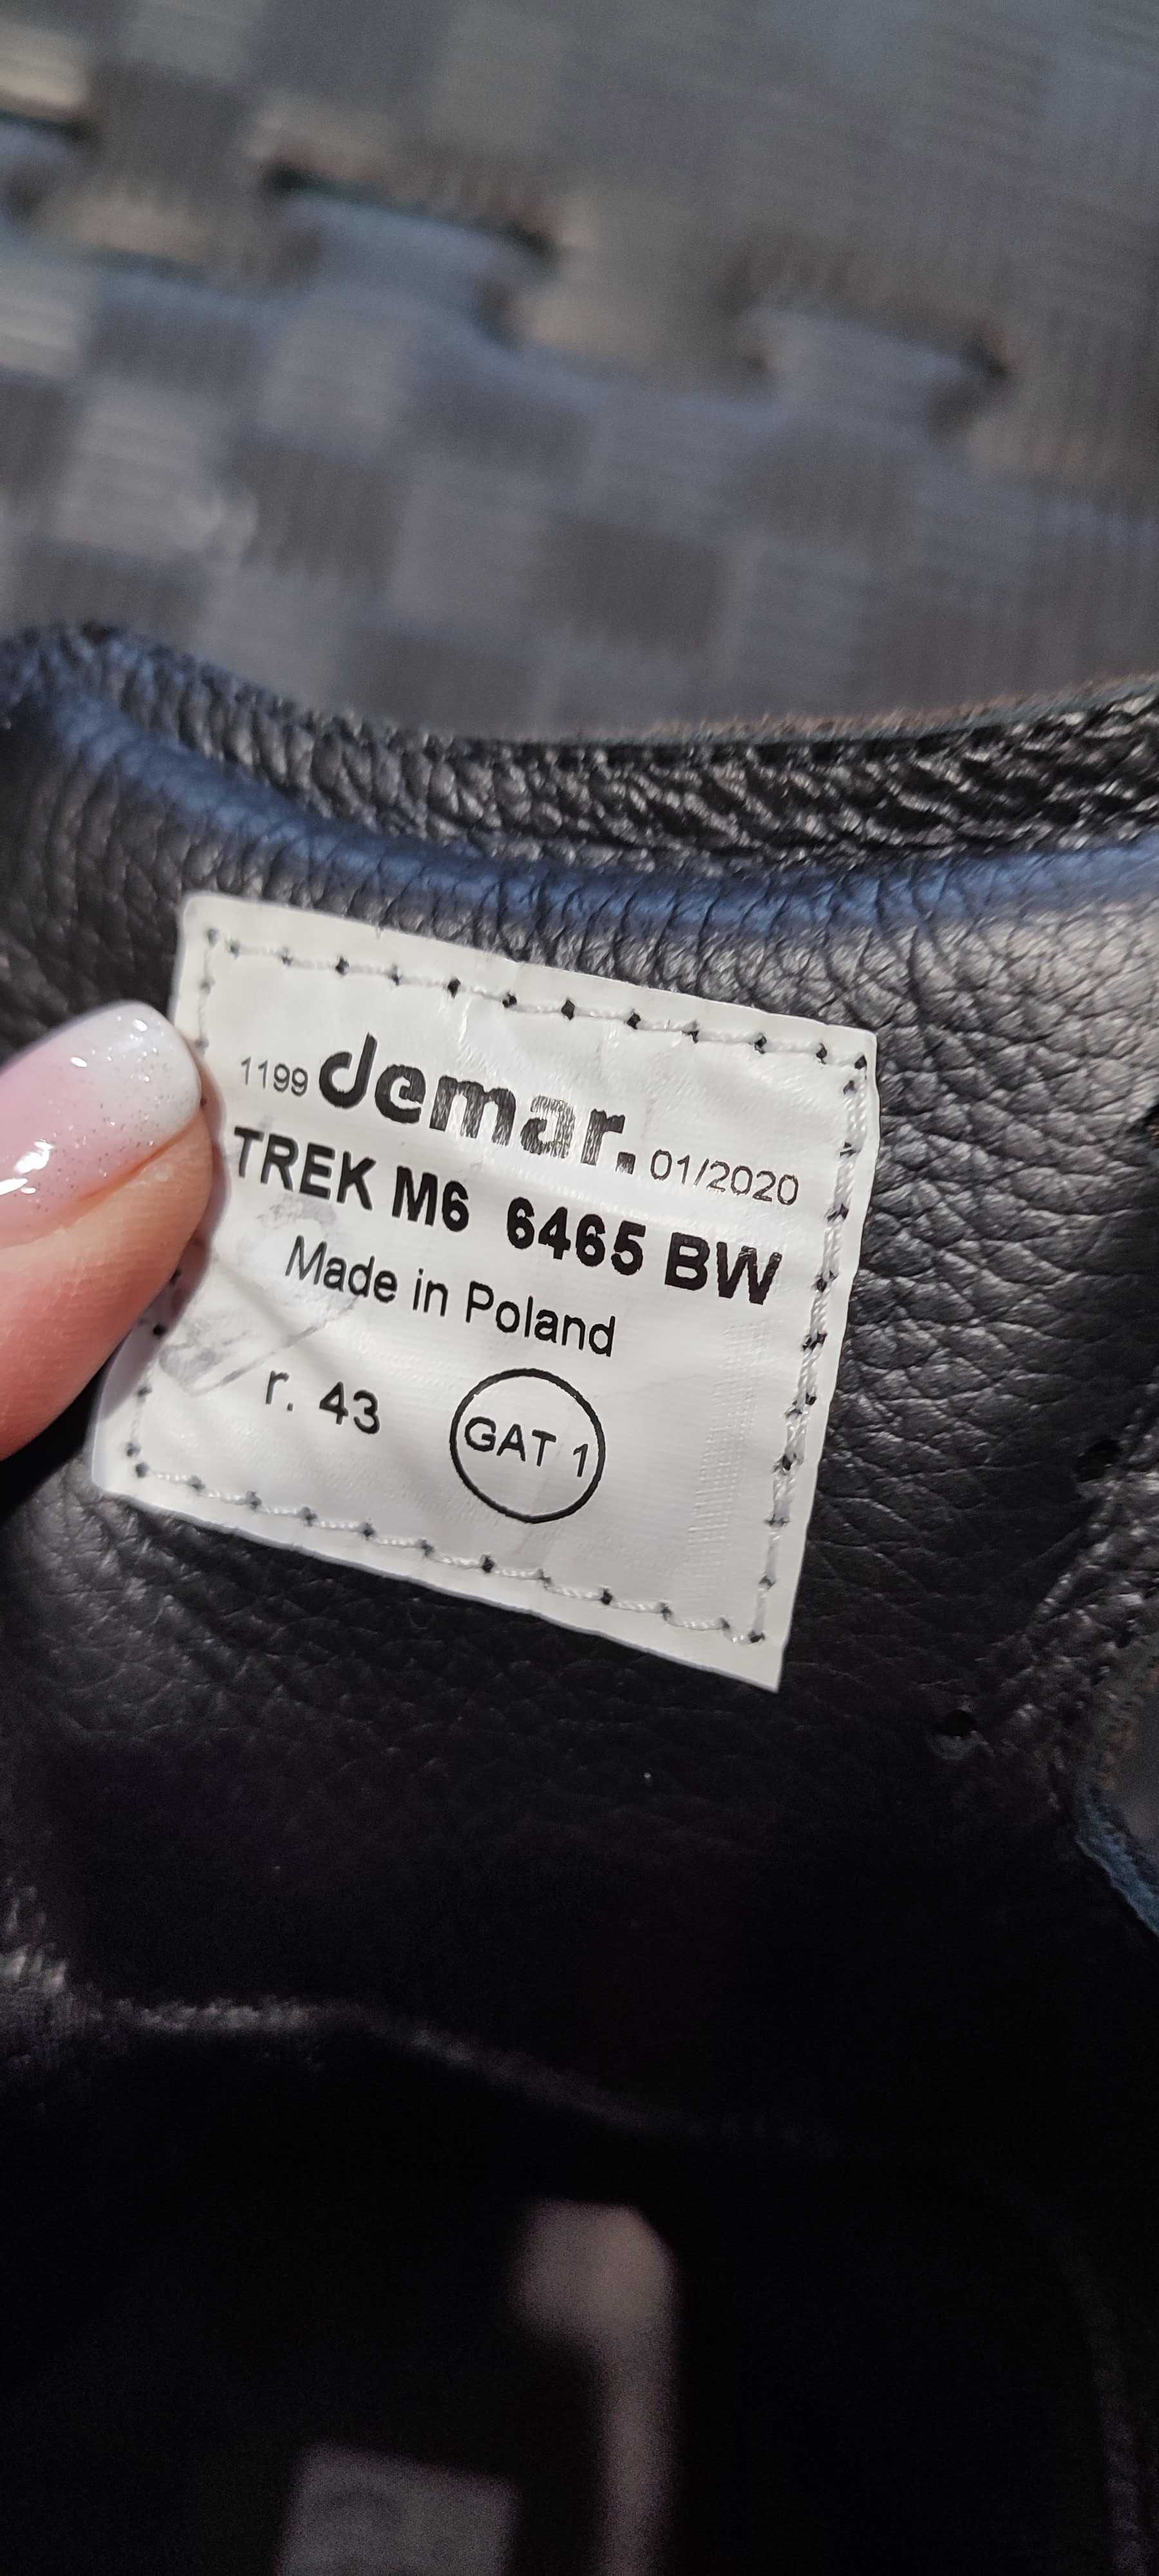 1199 demar. 01/2020
TREK M6 6465 BW
Made in Poland
r. 43 GAT 1